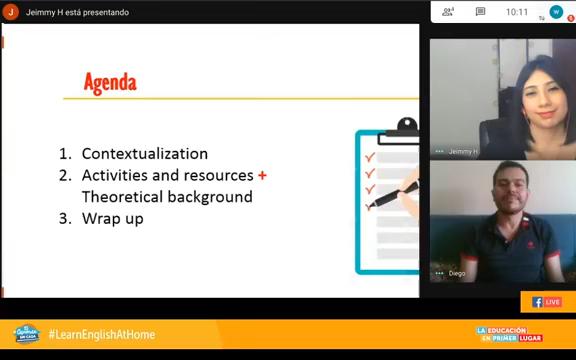 J Jeimmy H está presentando
10:11
W
Agenda
1. Contextualization
2. Activities and resources +
Theoretical background
3. Wrap up
Jeimmy H
Diego
f LIVE
#LearnEnglishAtHome
LA EDUCACIÓN
EN PRIMER LUGAR